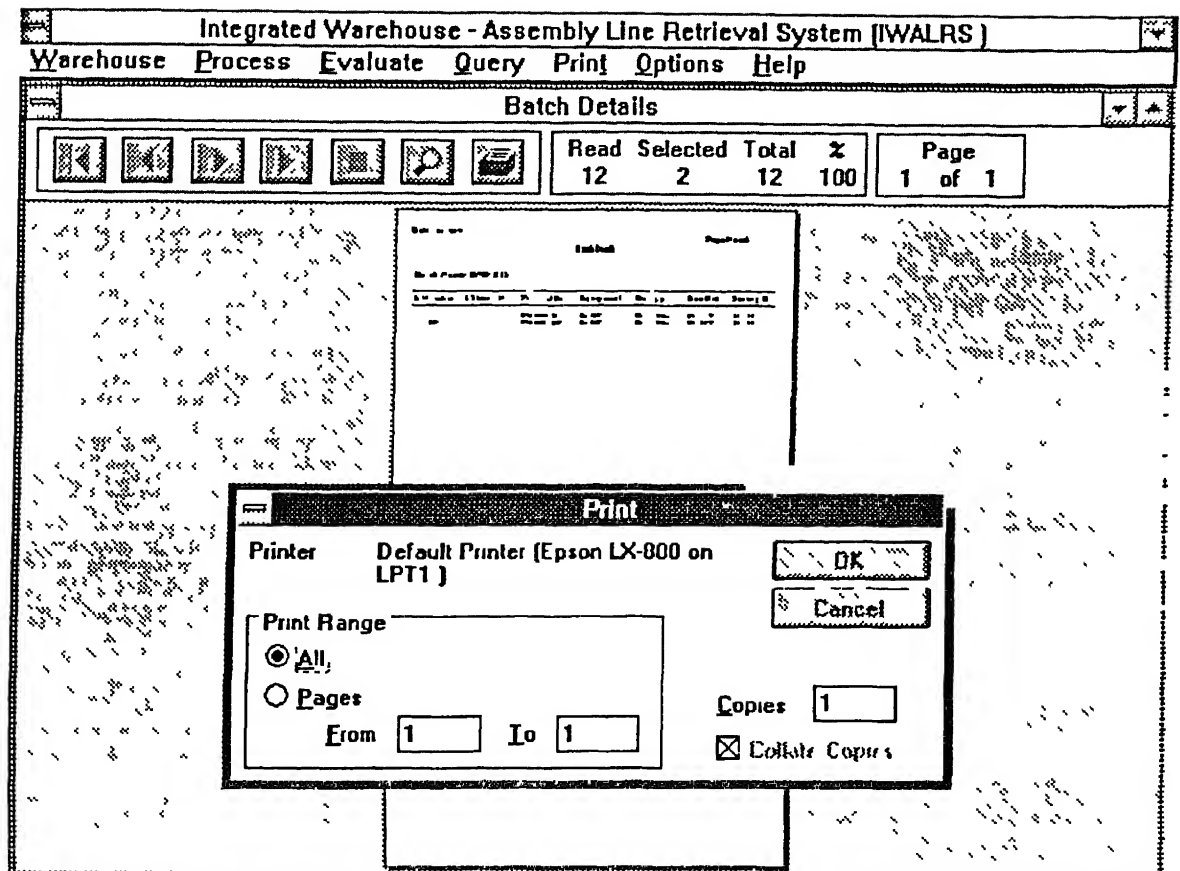 Integrated Warehouse - Assembly Line Retrieval System (IWALRS )
Warehouse Process Evaluate Query Print Options Help
Batch Details
Read Selected Total % Page
12 2 12 100 1 of 1
Print
Printer Default Printer (Epson LX-800 on
LPT1 )
OK
Cancel
Print Range
All
Pages
From 1 To 1
Copies 1
Collate Copies